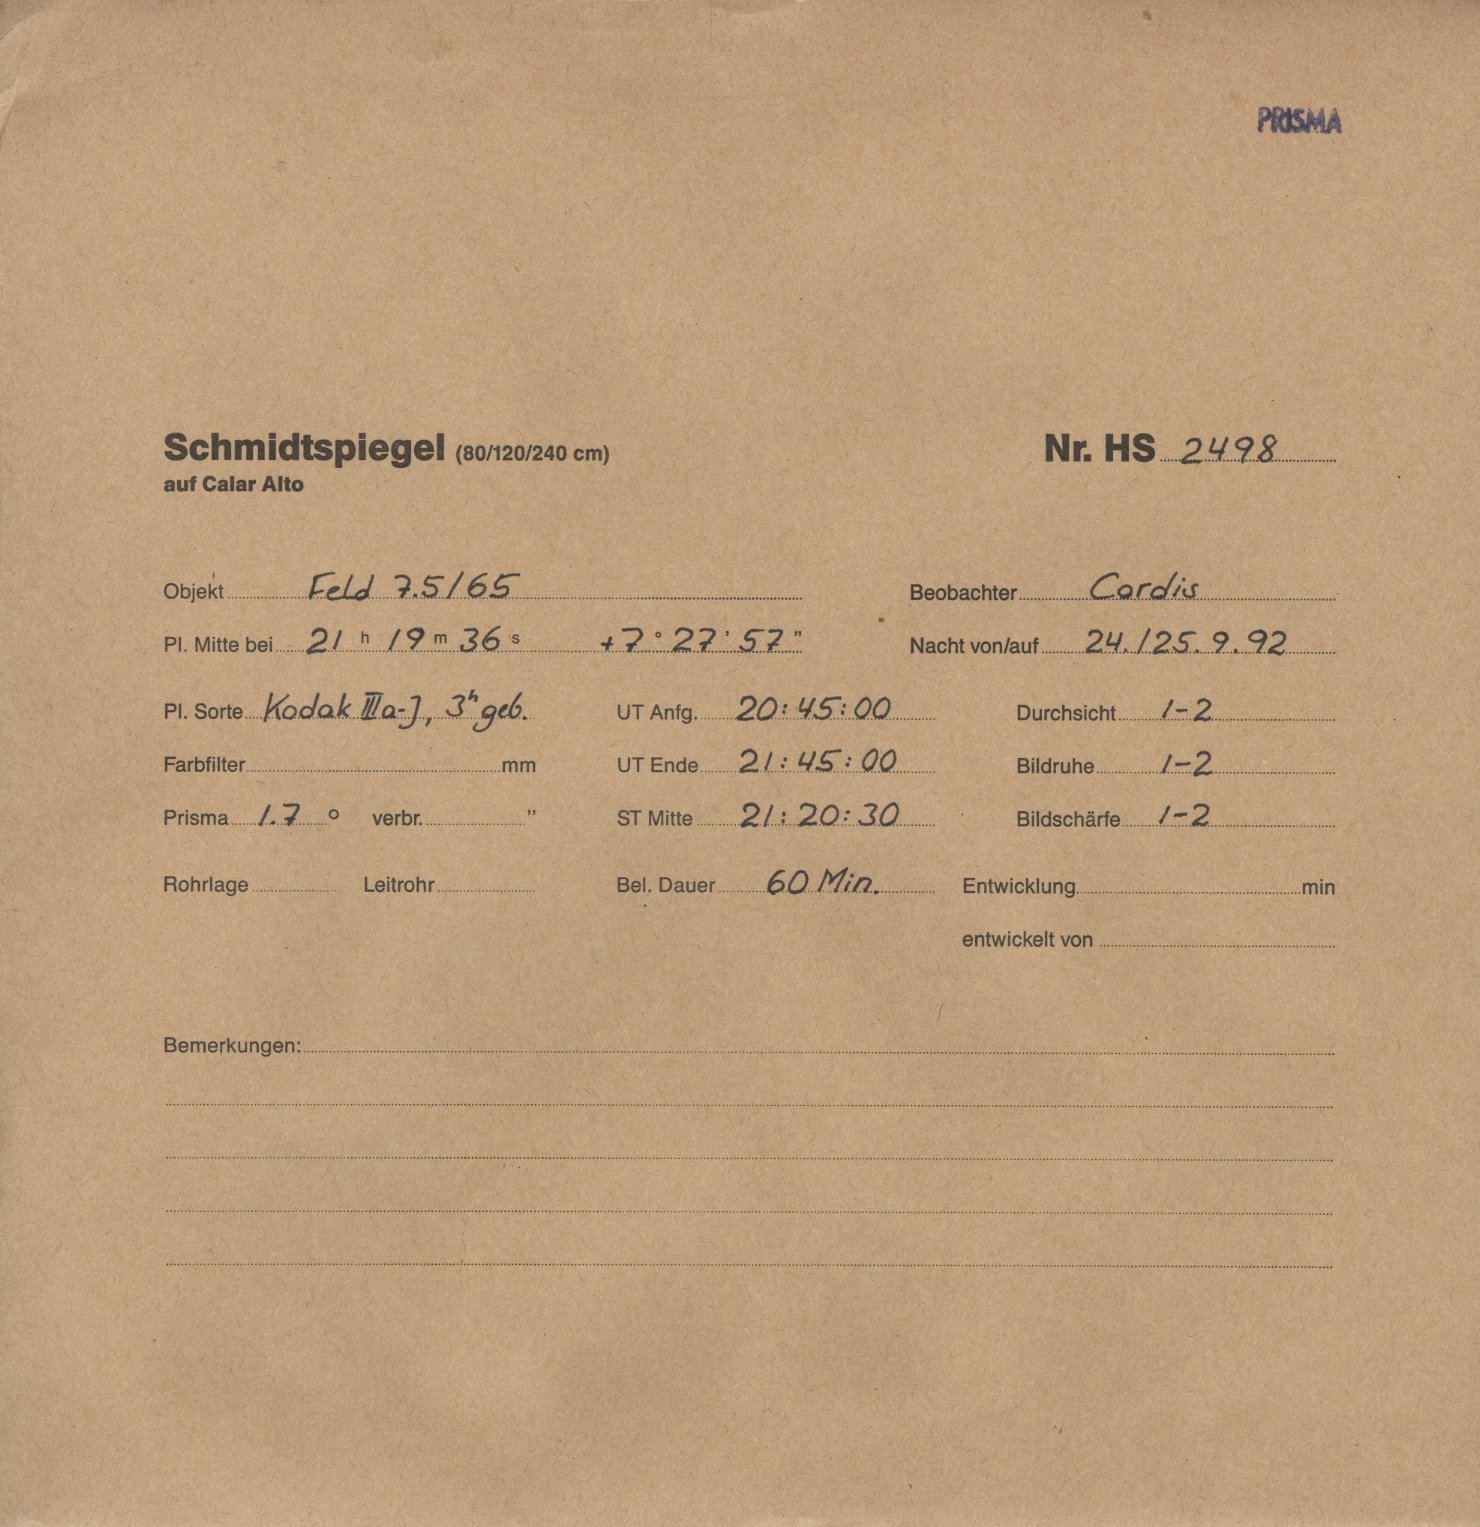 PRISMA
Schmidtspiegel (80/120/240 cm)
auf Calar Alto
Nr. HS 2498
Objekt Feld 7.5/65
Beobachter Cordis
Pl. Mitte bei 21 h 19 m 36 s +7° 27' 57"
Nacht von/auf 24./25.9.92
Pl. Sorte Kodak IIIa-J, 3h geb.
UT Anfg. 20:45:00
Durchsicht 1-2
Farbfilter mm
UT Ende 21:45:00
Bildruhe 1-2
Prisma 1.7 ° verbr. "
ST Mitte 21:20:30
Bildschärfe 1-2
Rohrlage Leitrohr
Bel. Dauer 60 Min.
Entwicklung min
entwickelt von
Bemerkungen: